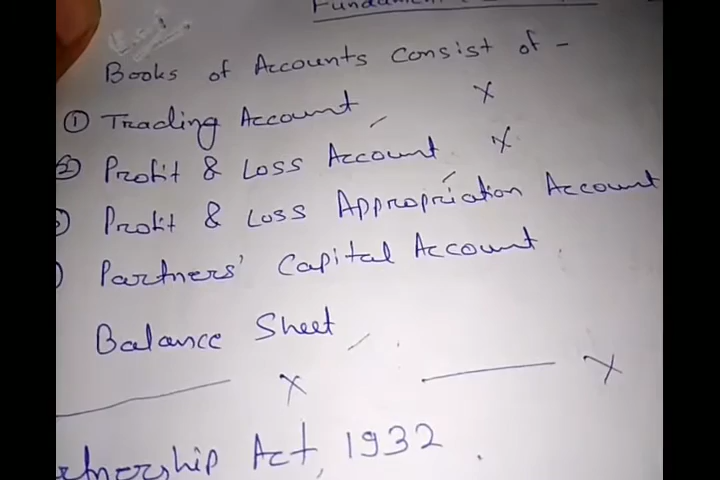 Books of Accounts Consist of -
① Trading Account X
② Profit & Loss Account X
Profit & Loss Appropriation Account
Partners' Capital Account
Balance Sheet
X X
Act, 1932